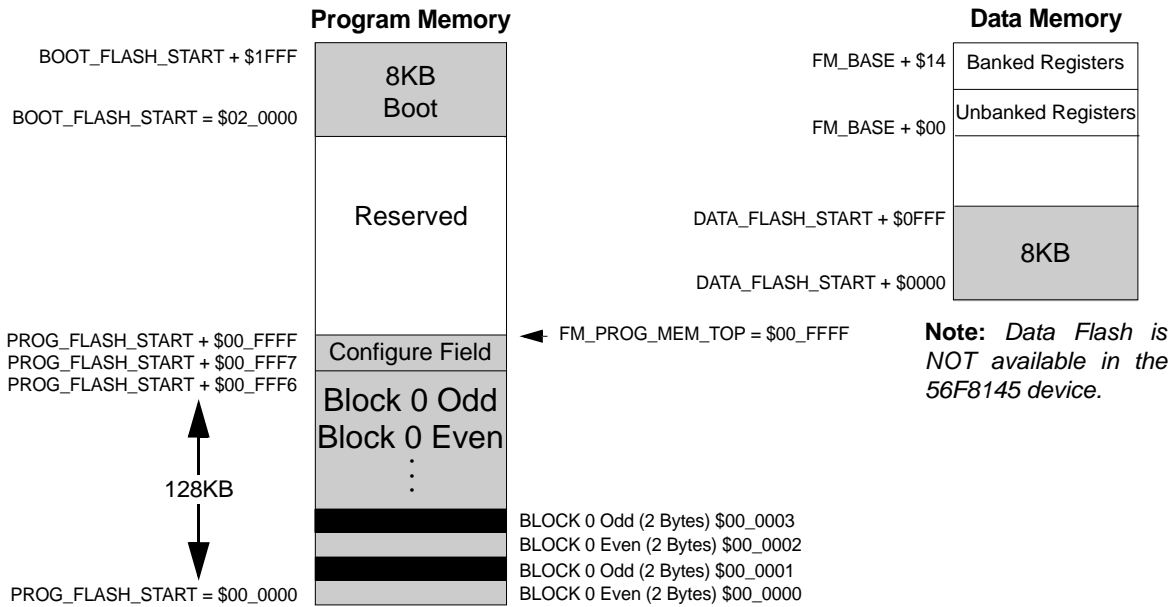 Program Memory
BOOT_FLASH_START + $1FFF
8KB
Boot
BOOT_FLASH_START = $02_0000
Reserved
PROG_FLASH_START + $00_FFFF
PROG_FLASH_START + $00_FFF7
PROG_FLASH_START + $00_FFF6
FM_PROG_MEM_TOP = $00_FFFF
Configure Field
Block 0 Odd
Block 0 Even
128KB
BLOCK 0 Odd (2 Bytes) $00_0003
BLOCK 0 Even (2 Bytes) $00_0002
BLOCK 0 Odd (2 Bytes) $00_0001
BLOCK 0 Even (2 Bytes) $00_0000
PROG_FLASH_START = $00_0000
Data Memory
FM_BASE + $14
Banked Registers
Unbanked Registers
FM_BASE + $00
DATA_FLASH_START + $0FFF
8KB
DATA_FLASH_START + $0000
Note: Data Flash is
NOT available in the
56F8145 device.